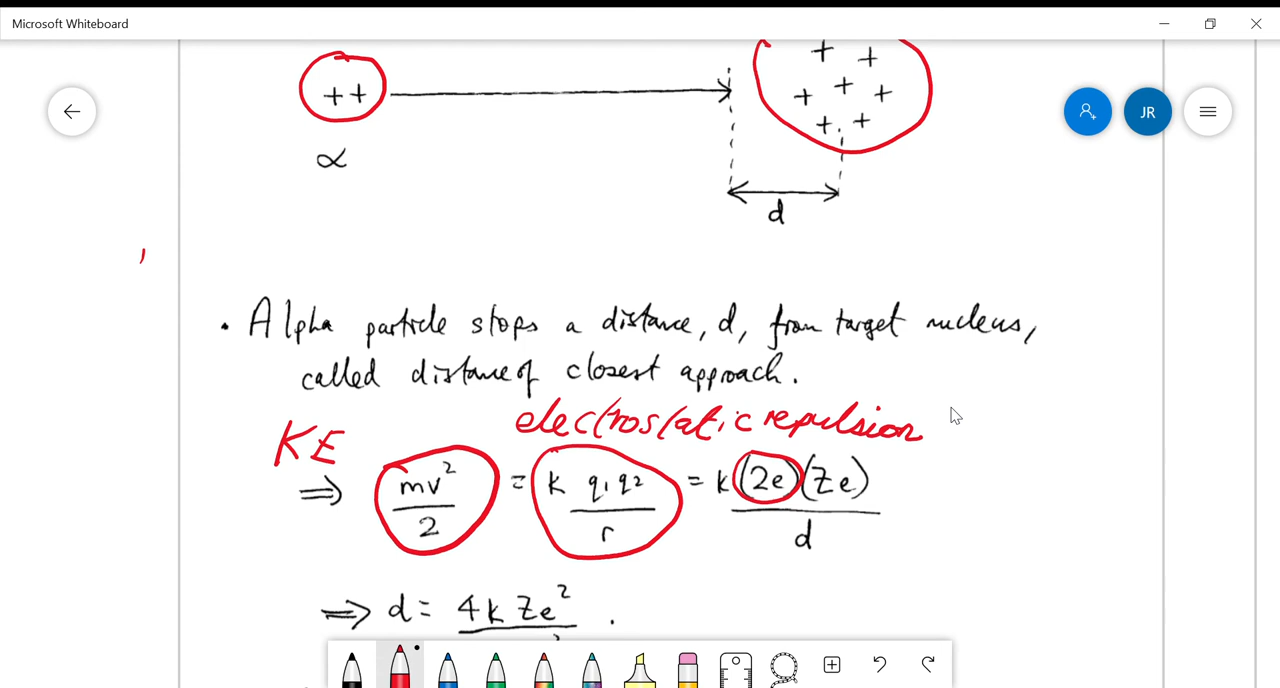 Microsoft Whiteboard
+ +
+ +
+ + +
+ +
α
d
JR
• Alpha particle stops a distance, d, from target nucleus,
called distance of closest approach.
KE electrostatic repulsion
⇒ mv²/2 = k q₁q₂/r = k(2e)(Ze)/d
⇒ d = 4kZe²